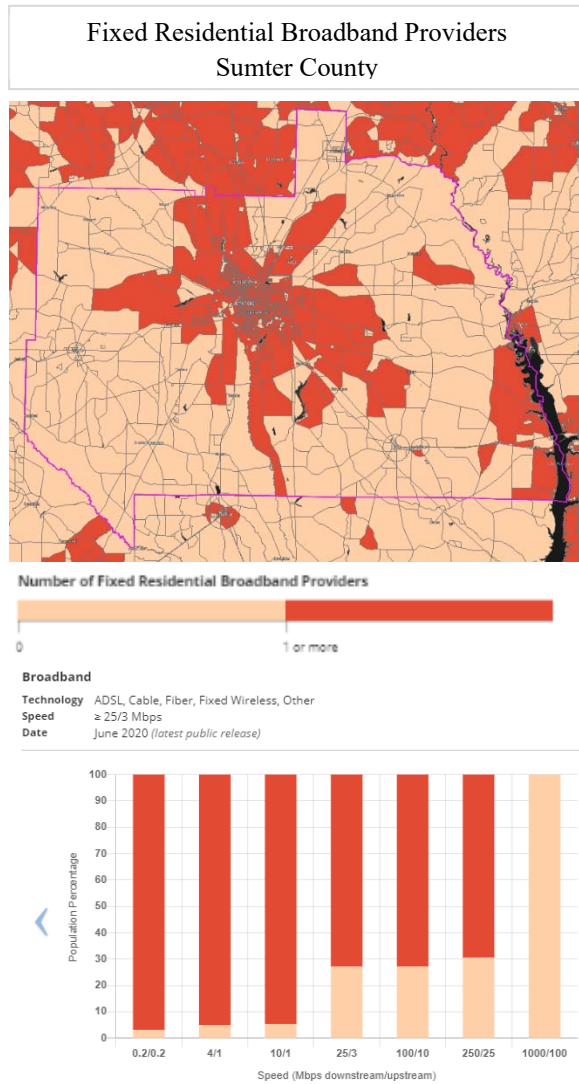 Fixed Residential Broadband Providers
Sumter County
Number of Fixed Residential Broadband Providers
0
1 or more
Broadband
Technology ADSL, Cable, Fiber, Fixed Wireless, Other
Speed ≥ 25/3 Mbps
Date June 2020 (latest public release)
100
90
80
70
60
50
40
30
20
10
0
Population Percentage
0.2/0.2 4/1 10/1 25/3 100/10 250/25 1000/100
Speed (Mbps downstream/upstream)